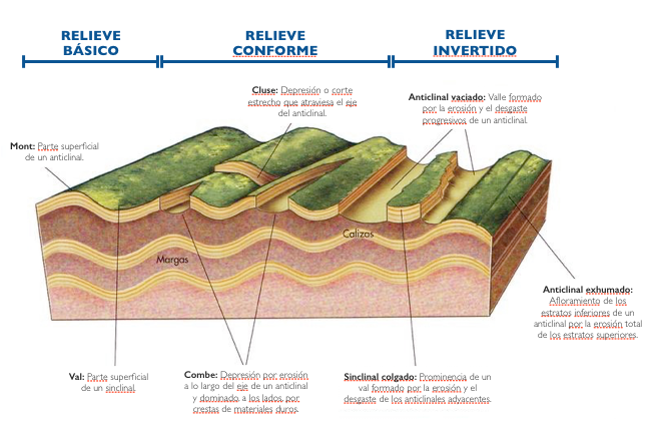 RELIEVE
BÁSICO
RELIEVE
CONFORME
RELIEVE
INVERTIDO
Cluse: Depresión o corte
estrecho que atraviesa el eje
del anticlinal.
Anticlinal vaciado: Valle formado
por la erosión y el desgaste
progresivos de un anticlinal.
Mont: Parte superficial
de un anticlinal.
Calizas
Margas
Anticlinal exhumado:
Afloramiento de los
estratos inferiores de un
anticlinal por la erosión total
de los estratos superiores.
Val: Parte superficial
de un sinclinal.
Combe: Depresión por erosión
a lo largo del eje de un anticlinal
y dominado a los lados por
crestas de materiales duros.
Sinclinal colgado: Prominencia de un
val formado por la erosión y el
desgaste de los anticlinales adyacentes.